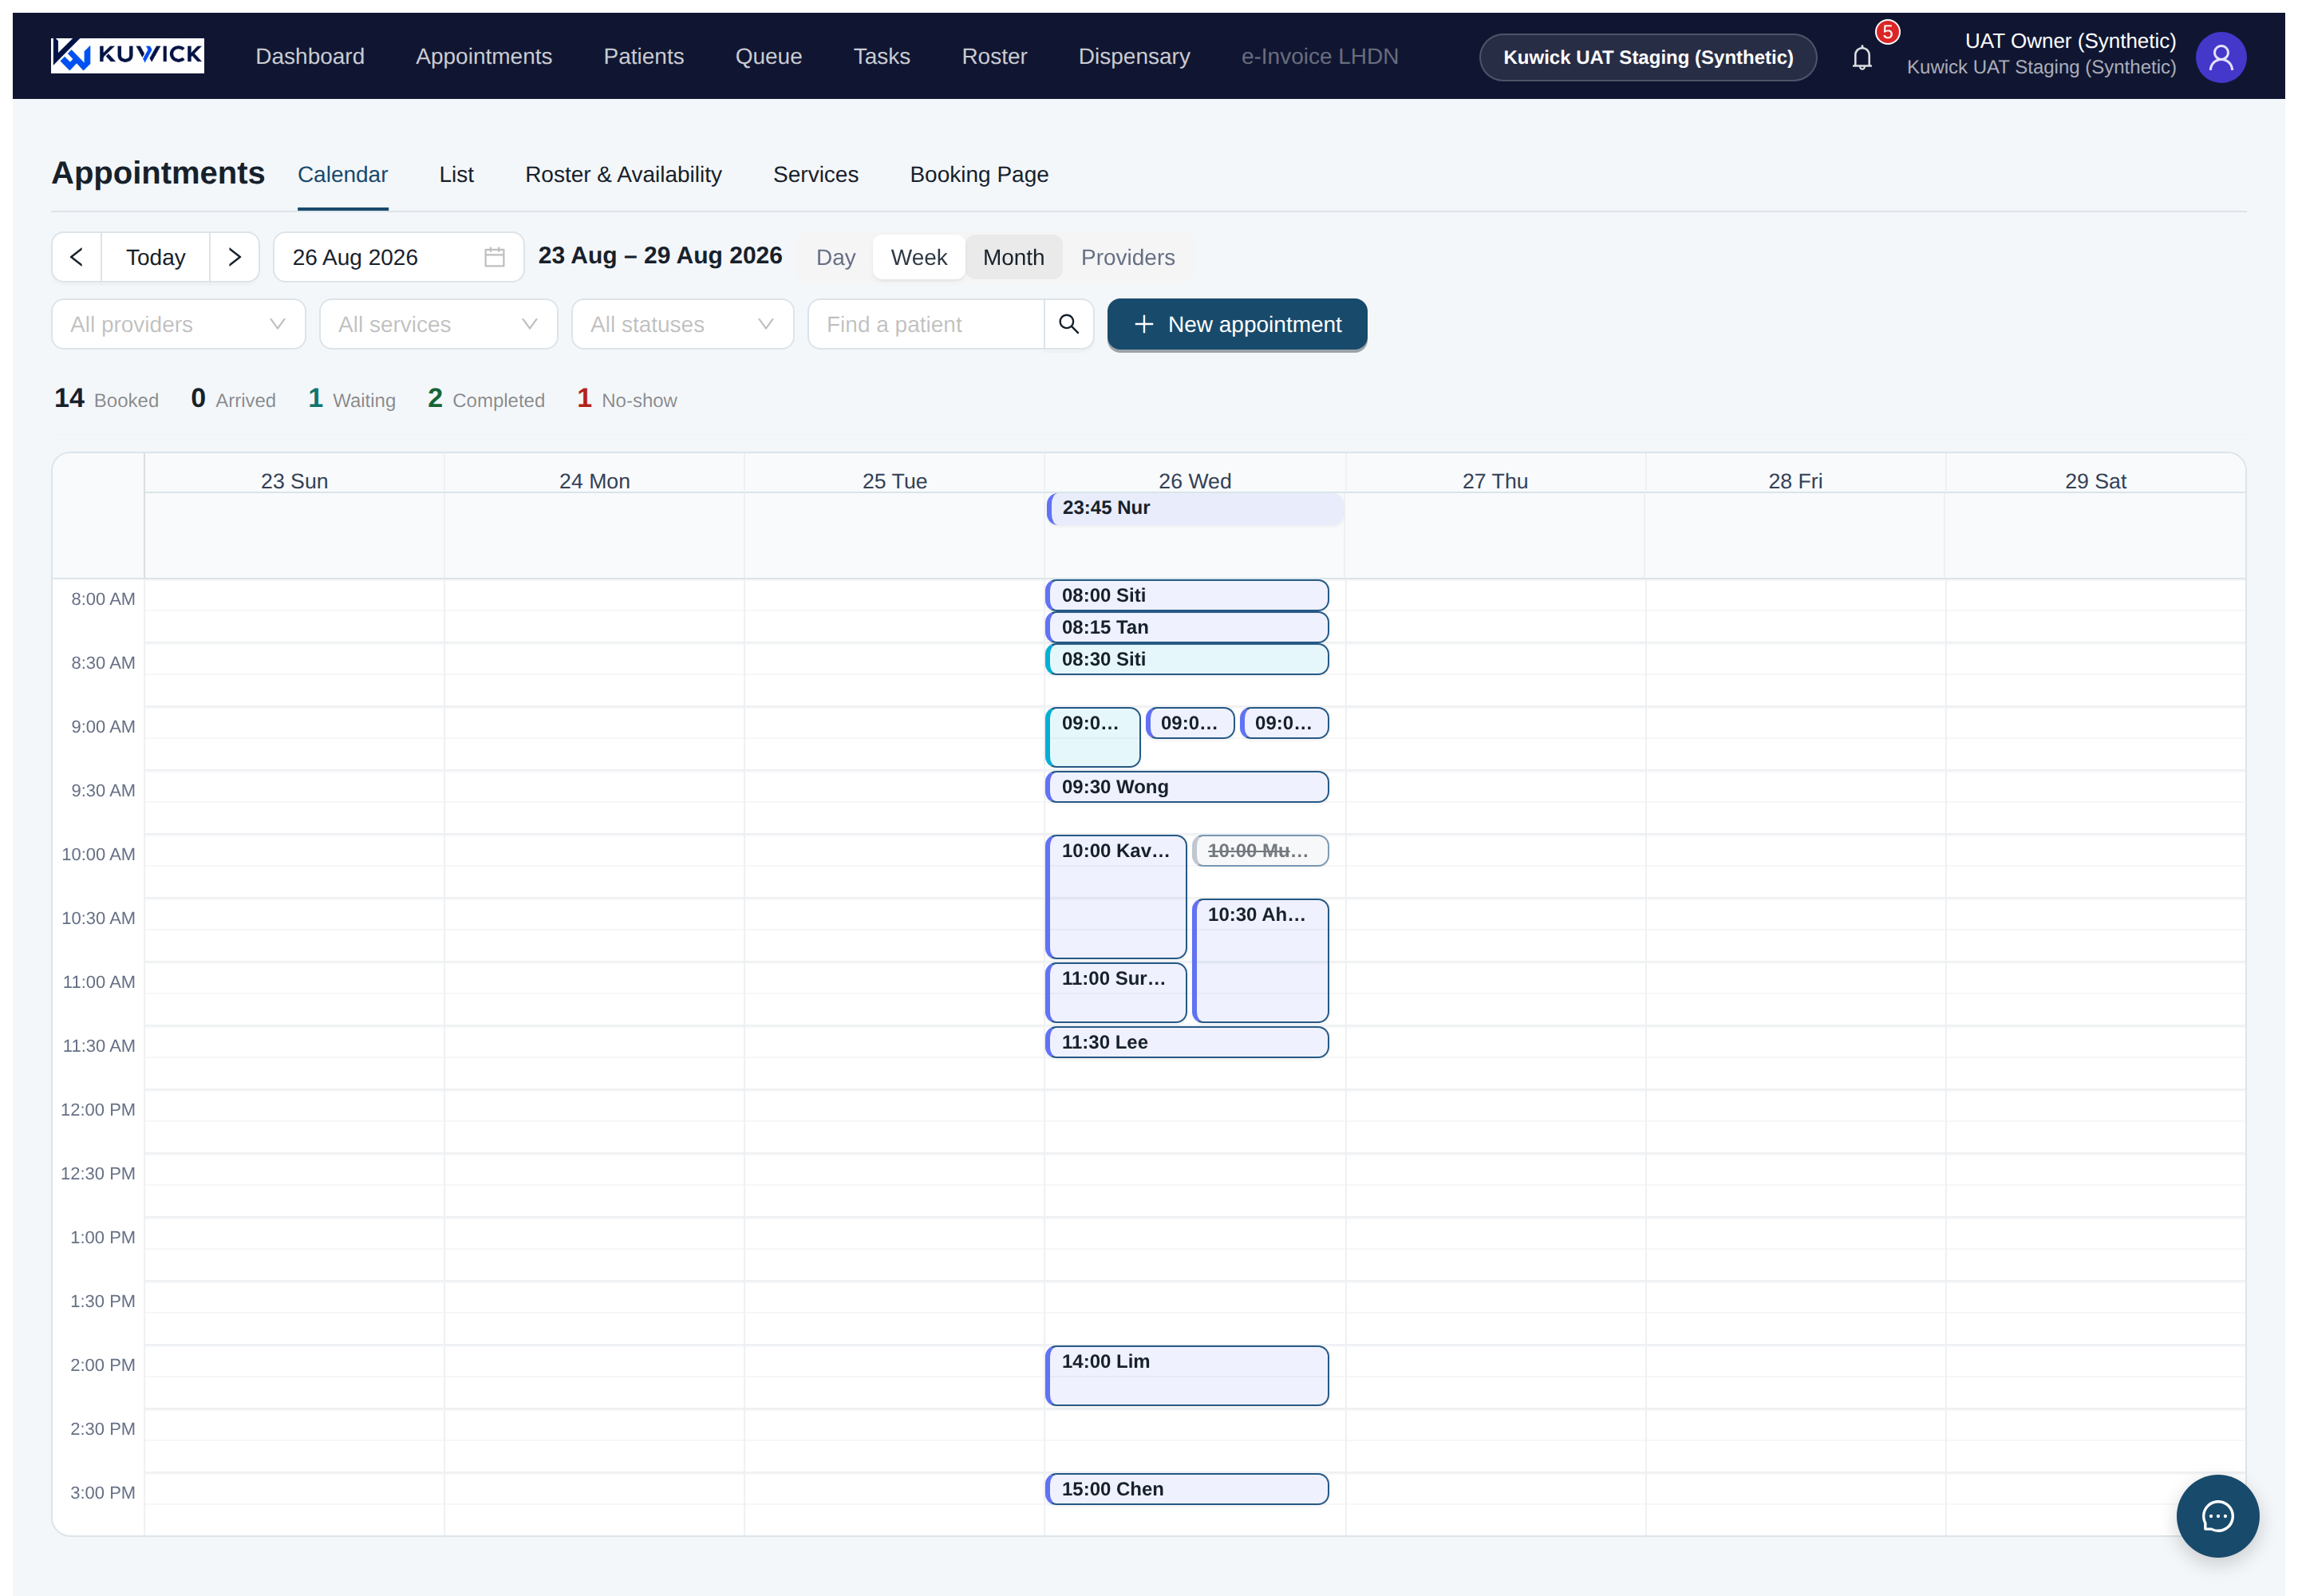 KUWICK
Dashboard Appointments Patients Queue Tasks Roster Dispensary e-Invoice LHDN
Kuwick UAT Staging (Synthetic)
5
UAT Owner (Synthetic)
Kuwick UAT Staging (Synthetic)
Appointments Calendar List Roster & Availability Services Booking Page
Today 26 Aug 2026 23 Aug – 29 Aug 2026 Day Week Month Providers
All providers All services All statuses Find a patient New appointment
14 Booked 0 Arrived 1 Waiting 2 Completed 1 No-show
23 Sun 24 Mon 25 Tue 26 Wed 27 Thu 28 Fri 29 Sat
23:45 Nur
8:00 AM 08:00 Siti
08:15 Tan
8:30 AM 08:30 Siti
9:00 AM 09:0… 09:0… 09:0…
9:30 AM 09:30 Wong
10:00 AM 10:00 Kav… 10:00 Mu…
10:30 AM 10:30 Ah…
11:00 AM 11:00 Sur…
11:30 AM 11:30 Lee
12:00 PM
12:30 PM
1:00 PM
1:30 PM
2:00 PM 14:00 Lim
2:30 PM
3:00 PM 15:00 Chen